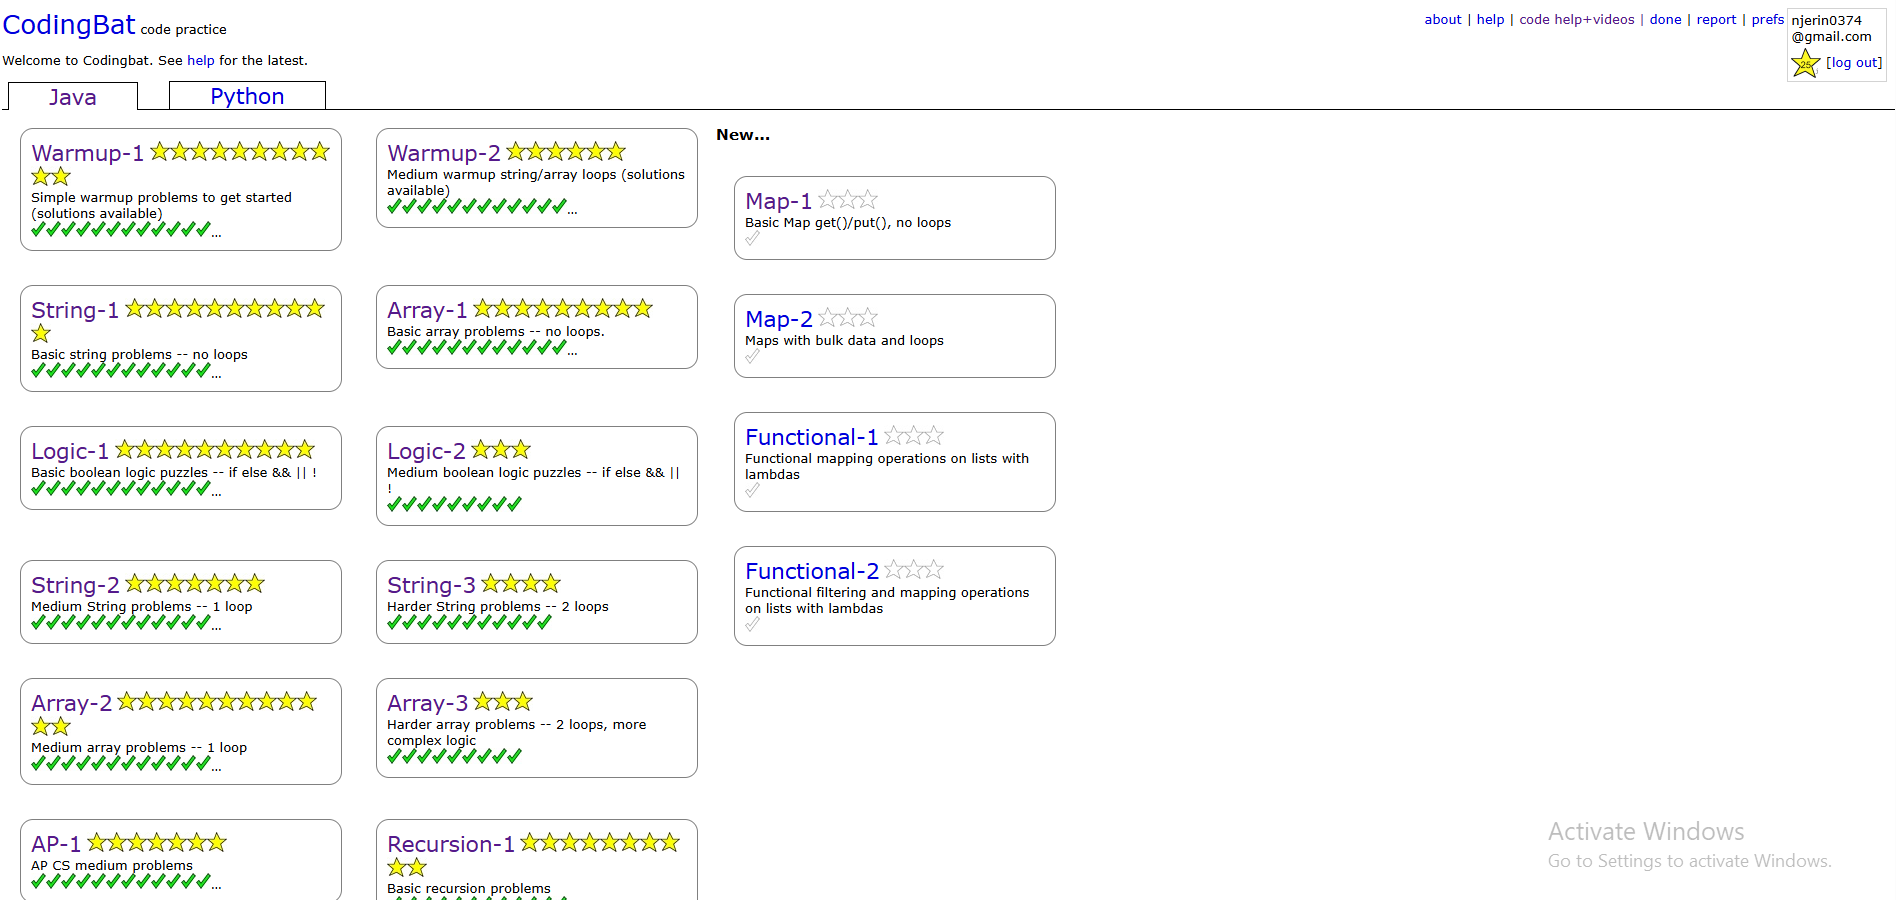 CodingBat code practice
about | help | code help+videos | done | report | prefs
njerin0374
@gmail.com
25
[log out]
Welcome to Codingbat. See help for the latest.
Java
Python
Warmup-1
Simple warmup problems to get started
(solutions available)
...
Warmup-2
Medium warmup string/array loops (solutions
available)
...
String-1
Basic string problems -- no loops
...
Array-1
Basic array problems -- no loops.
...
Logic-1
Basic boolean logic puzzles -- if else && || !
...
Logic-2
Medium boolean logic puzzles -- if else && ||
!
String-2
Medium String problems -- 1 loop
...
String-3
Harder String problems -- 2 loops
Array-2
Medium array problems -- 1 loop
...
Array-3
Harder array problems -- 2 loops, more
complex logic
AP-1
AP CS medium problems
...
Recursion-1
Basic recursion problems
New...
Map-1
Basic Map get()/put(), no loops
Map-2
Maps with bulk data and loops
Functional-1
Functional mapping operations on lists with
lambdas
Functional-2
Functional filtering and mapping operations
on lists with lambdas
Activate Windows
Go to Settings to activate Windows.